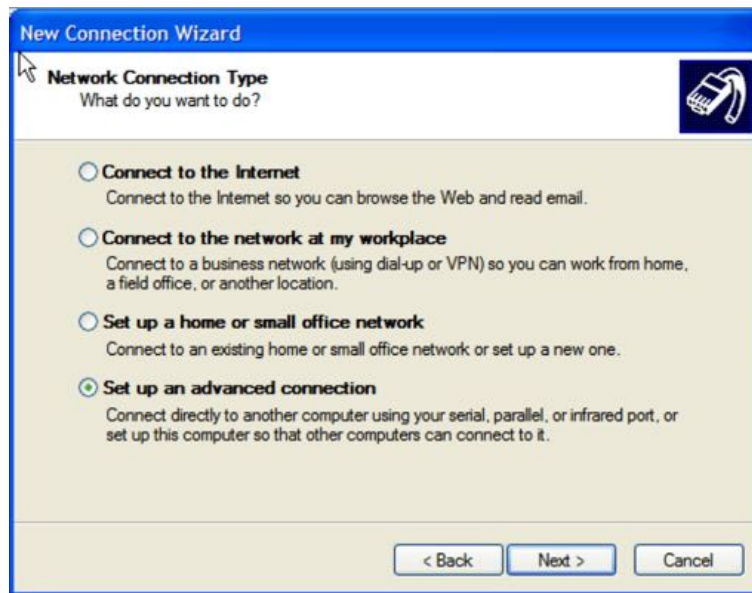 New Connection Wizard
Network Connection Type
What do you want to do?
Connect to the Internet
Connect to the Internet so you can browse the Web and read email.
Connect to the network at my workplace
Connect to a business network (using dial-up or VPN) so you can work from home,
a field office, or another location.
Set up a home or small office network
Connect to an existing home or small office network or set up a new one.
Set up an advanced connection
Connect directly to another computer using your serial, parallel, or infrared port, or
set up this computer so that other computers can connect to it.
< Back Next > Cancel